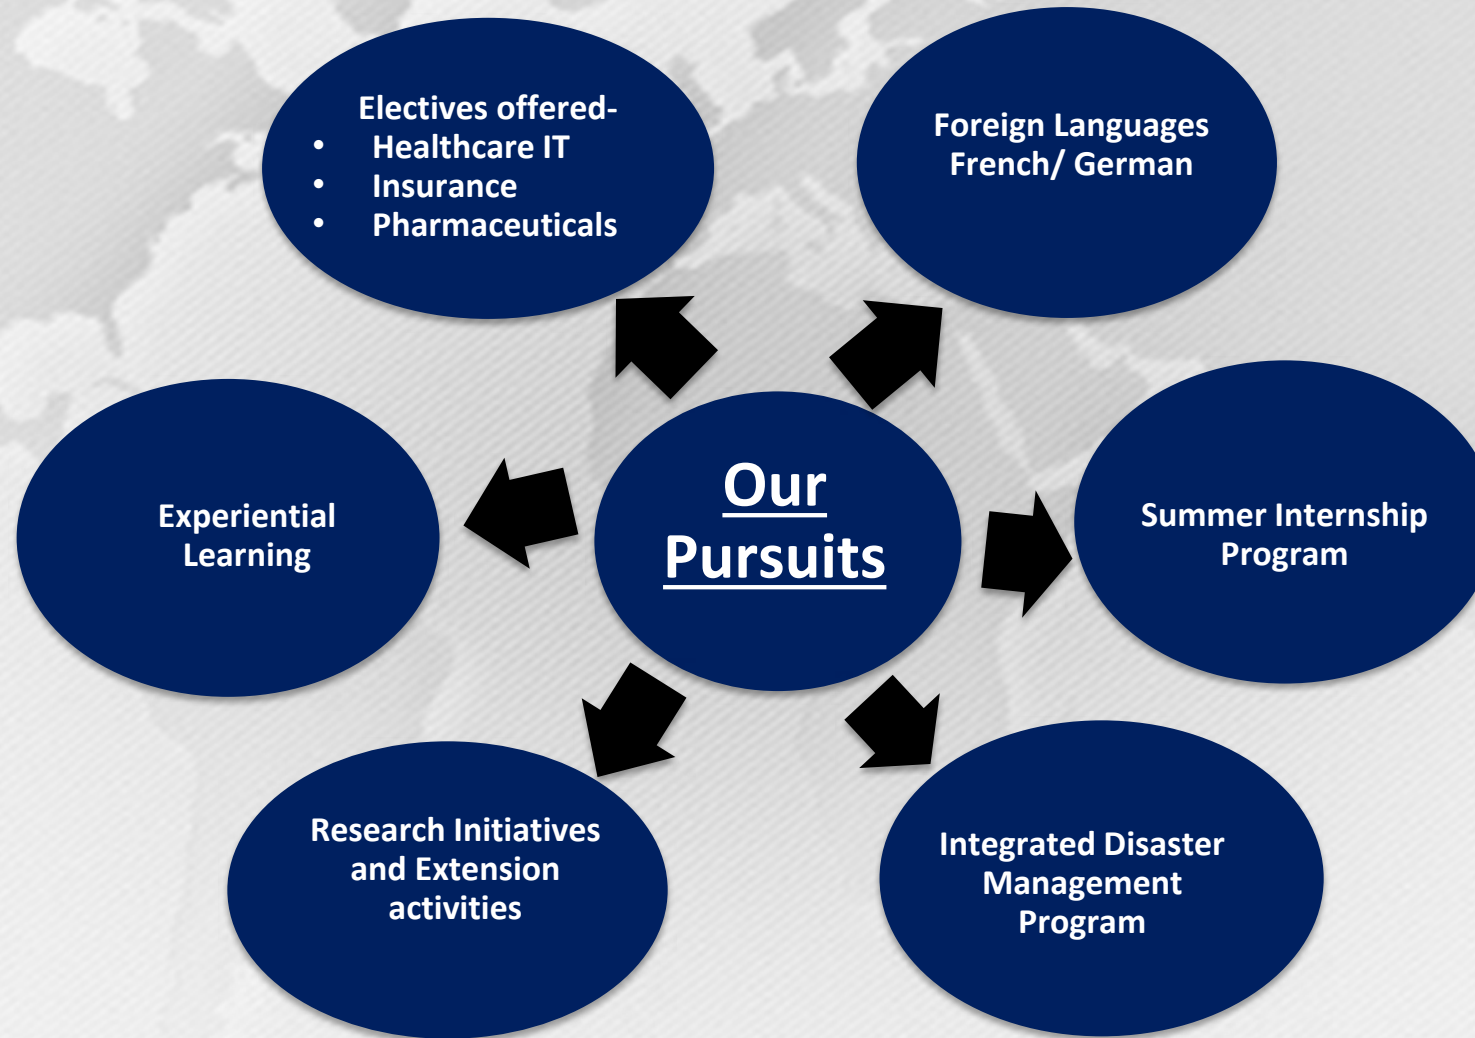 Electives offered-
• Healthcare IT
• Insurance
• Pharmaceuticals
Foreign Languages
French/ German
Experiential
Learning
Our
Pursuits
Summer Internship
Program
Research Initiatives
and Extension
activities
Integrated Disaster
Management
Program